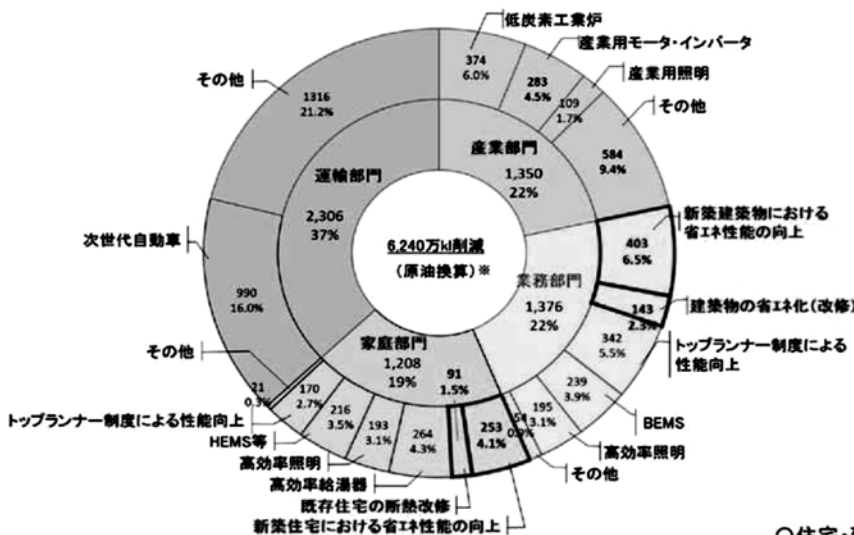 低炭素工業炉
374
6.0%
産業用モータ・インバータ
283
4.5%
産業用照明
109
1.7%
その他
584
9.4%
産業部門
1,350
22%
新築建築物における
省エネ性能の向上
403
6.5%
建築物の省エネ化(改修)
143
2.3%
トップランナー制度による
性能向上
342
5.5%
BEMS
239
3.9%
高効率照明
195
3.1%
その他
54
0.9%
業務部門
1,376
22%
新築住宅における省エネ性能の向上
253
4.1%
既存住宅の断熱改修
91
1.5%
高効率給湯器
264
4.3%
高効率照明
193
3.1%
HEMS等
216
3.5%
トップランナー制度による性能向上
170
2.7%
その他
21
0.3%
家庭部門
1,208
19%
次世代自動車
990
16.0%
その他
1316
21.2%
運輸部門
2,306
37%
6,240万kl削減
(原油換算)※
〇住宅・